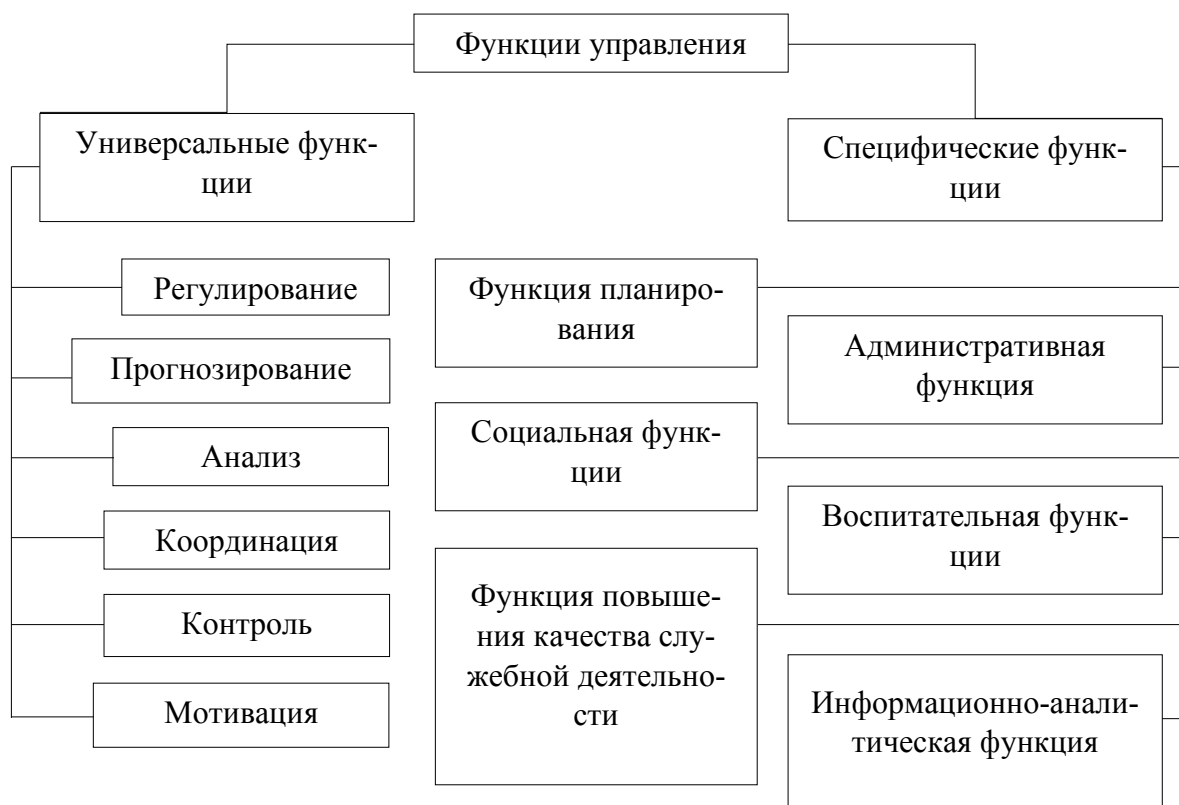 Функции управления
Универсальные функ-
ции
Специфические функ-
ции
Регулирование
Прогнозирование
Анализ
Координация
Контроль
Мотивация
Функция планиро-
вания
Социальная функ-
ции
Функция повыше-
ния качества слу-
жебной деятельно-
сти
Административная
функция
Воспитательная функ-
ции
Информационно-анали-
тическая функция